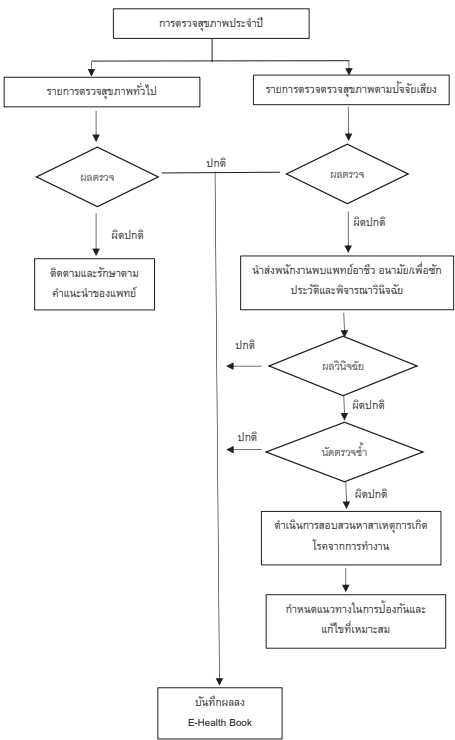 การตรวจสุขภาพประจำปี
รายการตรวจสุขภาพทั่วไป
รายการตรวจตรวจสุขภาพตามปัจจัยเสี่ยง
ผลตรวจ
ปกติ
ผลตรวจ
ผิดปกติ
ผิดปกติ
ติดตามและรักษาตาม
คำแนะนำของแพทย์
นำส่งพนักงานพบแพทย์อาชีว อนามัย/เพื่อซัก
ประวัติและพิจารณาวินิจฉัย
ปกติ
ผลวินิจฉัย
ผิดปกติ
ปกติ
นัดตรวจซ้ำ
ผิดปกติ
ดำเนินการสอบสวนหาสาเหตุการเกิด
โรคจากการทำงาน
กำหนดแนวทางในการป้องกันและ
แก้ไขที่เหมาะสม
บันทึกผลลง
E-Health Book